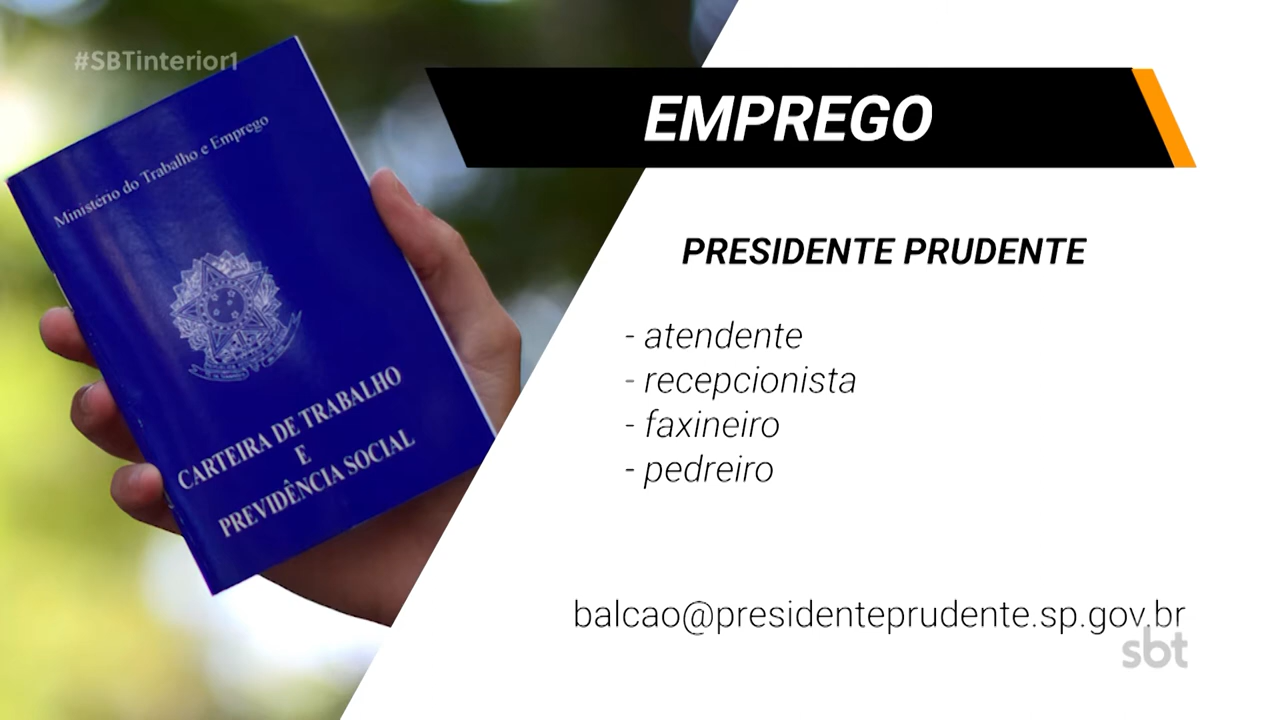 #SBTinterior1
Ministério do Trabalho e Emprego
CARTEIRA DE TRABALHO
E
PREVIDÊNCIA SOCIAL
EMPREGO
PRESIDENTE PRUDENTE
- atendente
- recepcionista
- faxineiro
- pedreiro
balcao@presidenteprudente.sp.gov.br
sbt